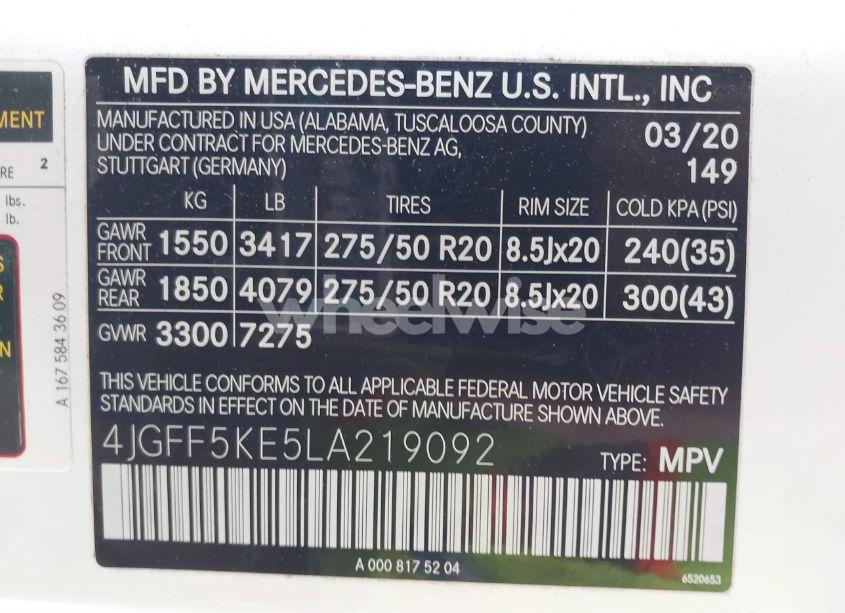 MENT
RE 2
lbs.
lb.
S
R
N
A 167 584 36 09
MFD BY MERCEDES-BENZ U.S. INTL., INC
MANUFACTURED IN USA (ALABAMA, TUSCALOOSA COUNTY) 03/20
UNDER CONTRACT FOR MERCEDES-BENZ AG,
STUTTGART (GERMANY) 149
KG LB TIRES RIM SIZE COLD KPA(PSI)
GAWR FRONT 1550 3417 275/50 R20 8.5Jx20 240(35)
GAWR REAR 1850 4079 275/50 R20 8.5Jx20 300(43)
wheelwise
GVWR 3300 7275
THIS VEHICLE CONFORMS TO ALL APPLICABLE FEDERAL MOTOR VEHICLE SAFETY
STANDARDS IN EFFECT ON THE DATE OF MANUFACTURE SHOWN ABOVE.
4JGFF5KE5LA219092 TYPE: MPV
A 000 817 52 04
6520653